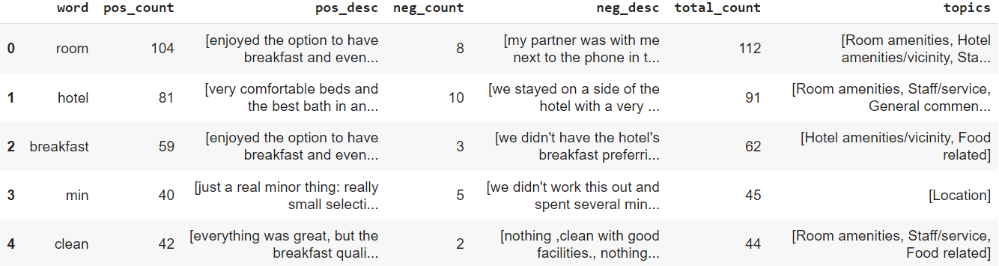 word pos_count pos_desc neg_count neg_desc total_count topics
0 room 104 [enjoyed the option to have breakfast and even... 8 [my partner was with me next to the phone in t... 112 [Room amenities, Hotel amenities/vicinity, Sta...
1 hotel 81 [very comfortable beds and the best bath in an... 10 [we stayed on a side of the hotel with a very ... 91 [Room amenities, Staff/service, General commen...
2 breakfast 59 [enjoyed the option to have breakfast and even... 3 [we didn't have the hotel's breakfast preferri... 62 [Hotel amenities/vicinity, Food related]
3 min 40 [just a real minor thing: really small selecti... 5 [we didn't work this out and spent several min... 45 [Location]
4 clean 42 [everything was great, but the breakfast quali... 2 [nothing ,clean with good facilities., nothing... 44 [Room amenities, Staff/service, Food related]